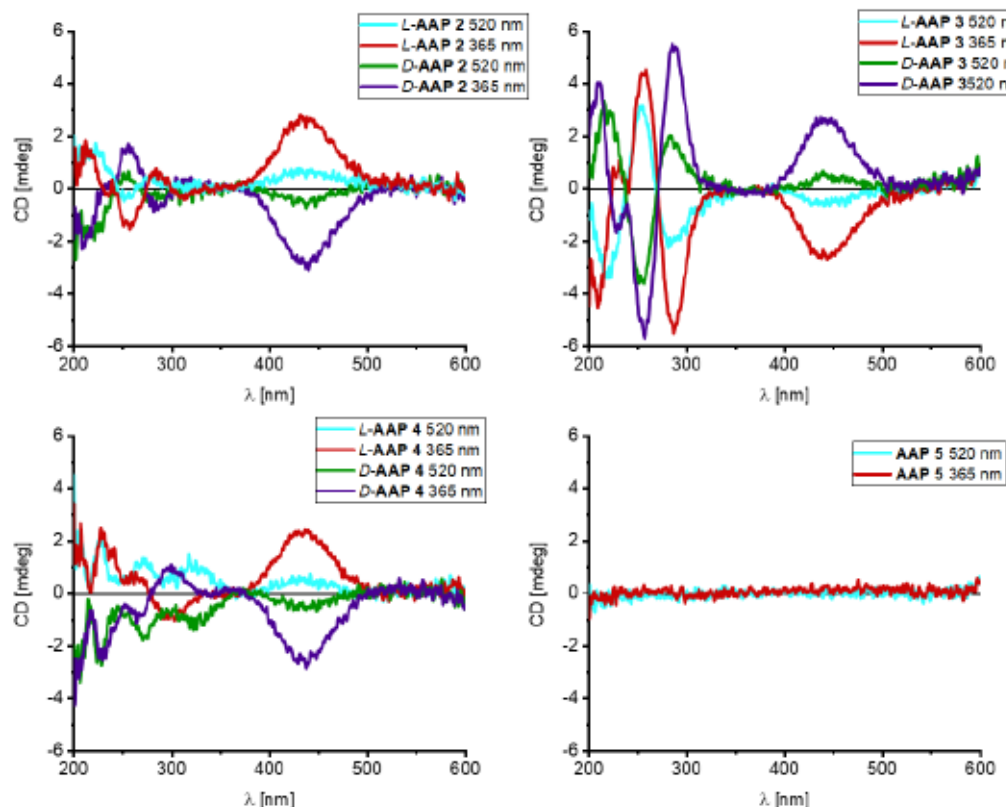 L-AAP 2 520 nm
L-AAP 2 365 nm
D-AAP 2 520 nm
D-AAP 2 365 nm
CD [mdeg]
6
4
2
0
-2
-4
-6
200 300 400 500 600
λ [nm]
L-AAP 3 520 n
L-AAP 3 365 n
D-AAP 3 520 n
D-AAP 3520 n
CD [mdeg]
6
4
2
0
-2
-4
-6
200 300 400 500 600
λ [nm]
L-AAP 4 520 nm
L-AAP 4 365 nm
D-AAP 4 520 nm
D-AAP 4 365 nm
CD [mdeg]
6
4
2
0
-2
-4
-6
200 300 400 500 600
λ [nm]
AAP 5 520 nm
AAP 5 365 nm
CD [mdeg]
6
4
2
0
-2
-4
-6
200 300 400 500 600
λ [nm]